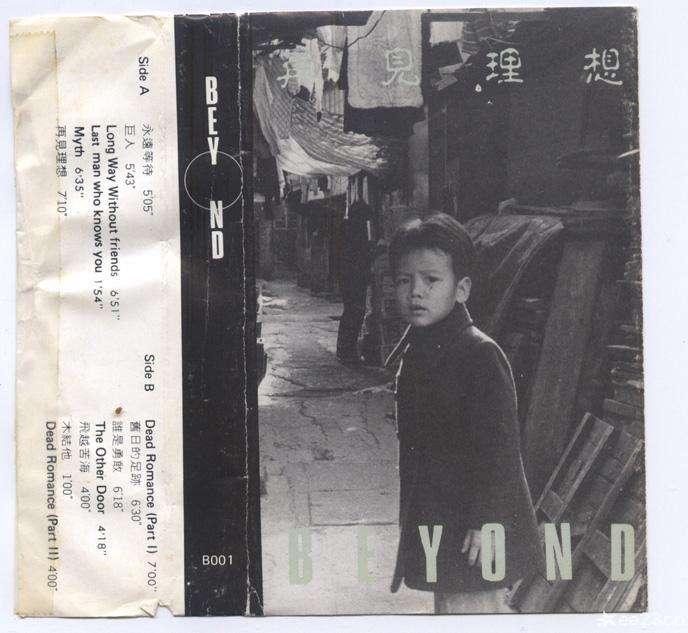 Side A
永遠等待 5'05"
巨人 5'43"
Long Way Without friends 6'51"
Last man who knows you 1'54"
Myth 6'35"
再見理想 7'10"
Side B
Dead Romance (Part I) 7'00"
舊日的足跡 6'30"
誰是勇敢 6'18"
The Other Door 4'18"
飛越苦海 4'00"
木結他 1'00"
Dead Romance (Part II) 4'00"
BEYOND
B001
再見理想
BEYOND